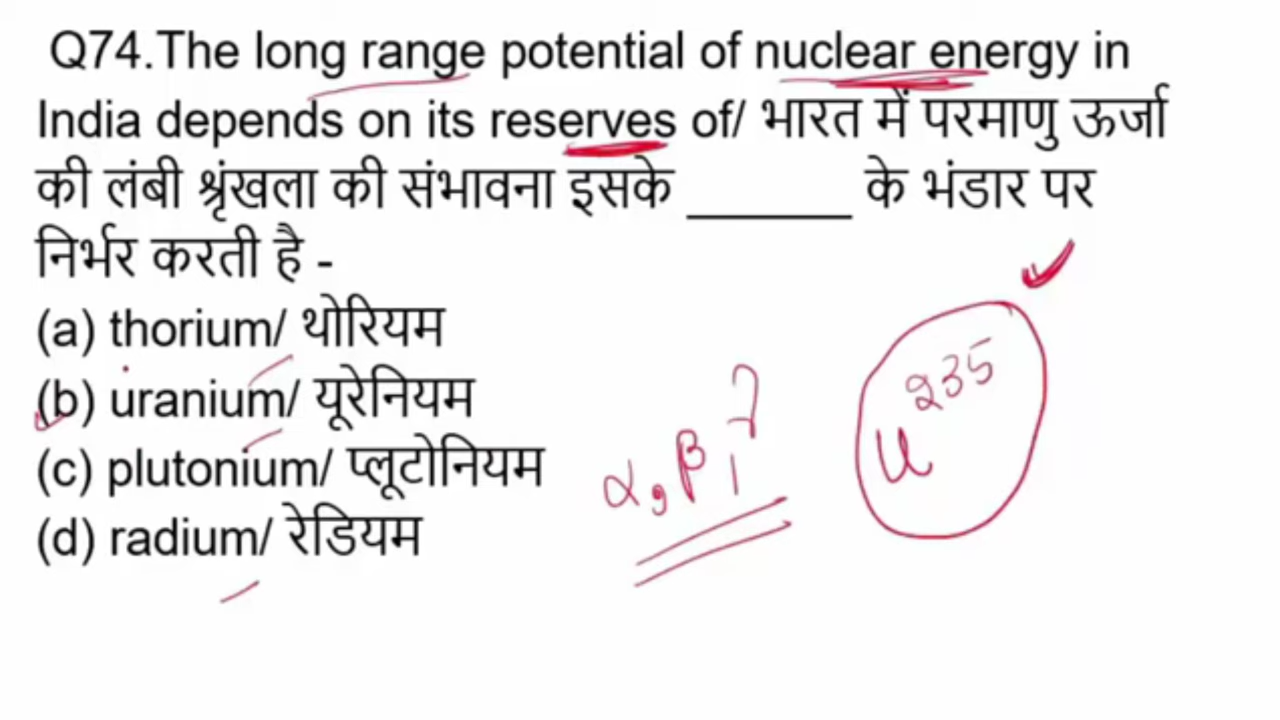 Q74.The long range potential of nuclear energy in
India depends on its reserves of/ भारत में परमाणु ऊर्जा
की लंबी श्रृंखला की संभावना इसके ______ के भंडार पर
निर्भर करती है -
(a) thorium/ थोरियम
(b) uranium/ यूरेनियम
(c) plutonium/ प्लूटोनियम
(d) radium/ रेडियम
α, β, γ
U 235